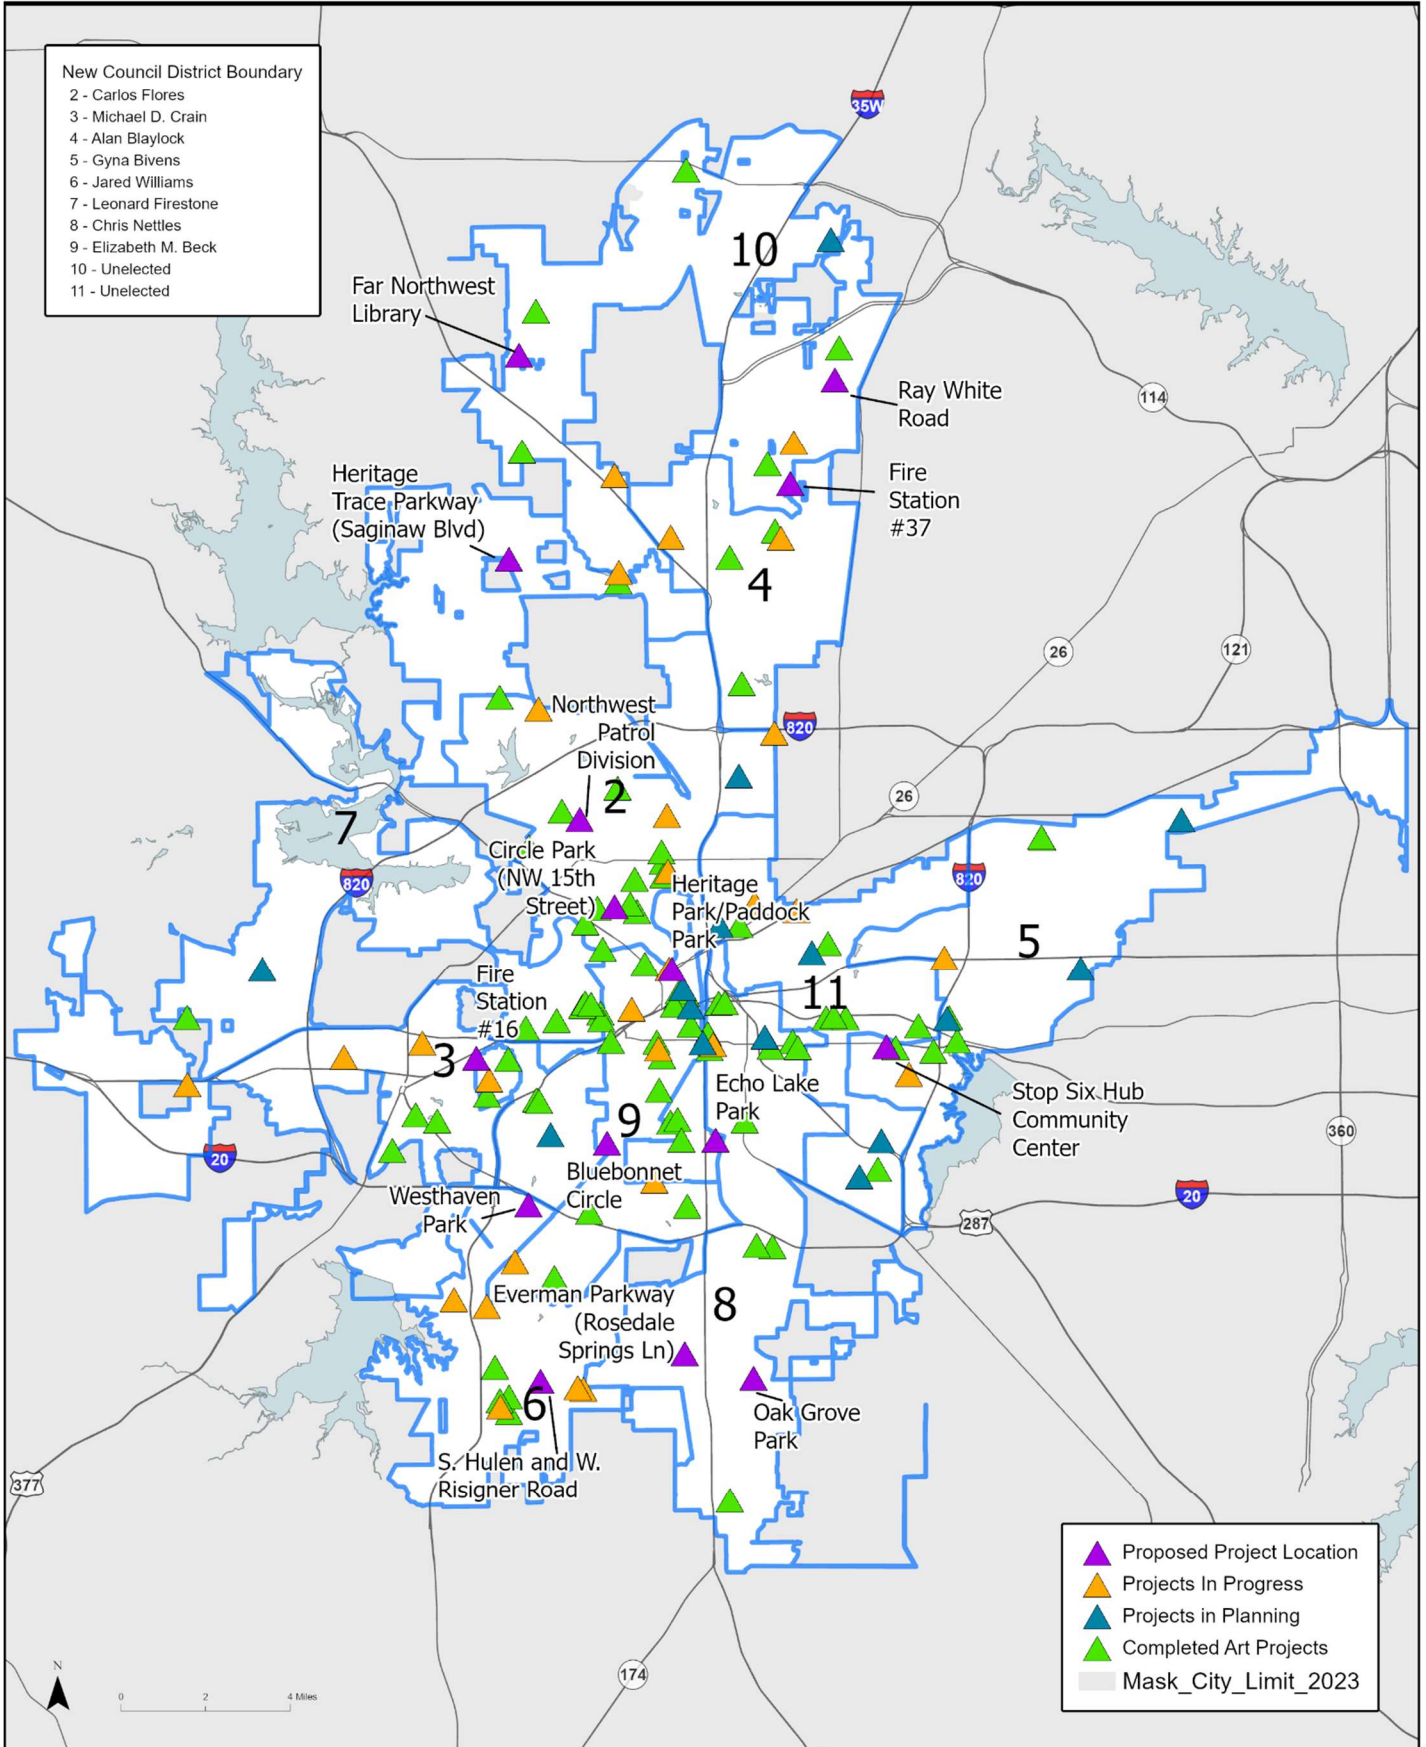 New Council District Boundary
2 - Carlos Flores
3 - Michael D. Crain
4 - Alan Blaylock
5 - Gyna Bivens
6 - Jared Williams
7 - Leonard Firestone
8 - Chris Nettles
9 - Elizabeth M. Beck
10 - Unelected
11 - Unelected
35W
10
Far Northwest
Library
Ray White
Road
114
Heritage
Trace Parkway
(Saginaw Blvd)
Fire
Station
#37
4
26
121
Northwest
Patrol
Division
820
2
26
7
820
820
Circle Park
(NW 15th
Street)
Heritage
Park/Paddock
Park
5
Fire
Station
#16
11
3
Echo Lake
Park
Stop Six Hub
Community
Center
9
360
20
Bluebonnet
Circle
Westhaven
Park
20
287
Everman Parkway
(Rosedale
Springs Ln)
8
6
Oak Grove
Park
S. Hulen and W.
Risigner Road
377
174
Proposed Project Location
Projects In Progress
Projects in Planning
Completed Art Projects
Mask_City_Limit_2023
N
0 2 4 Miles